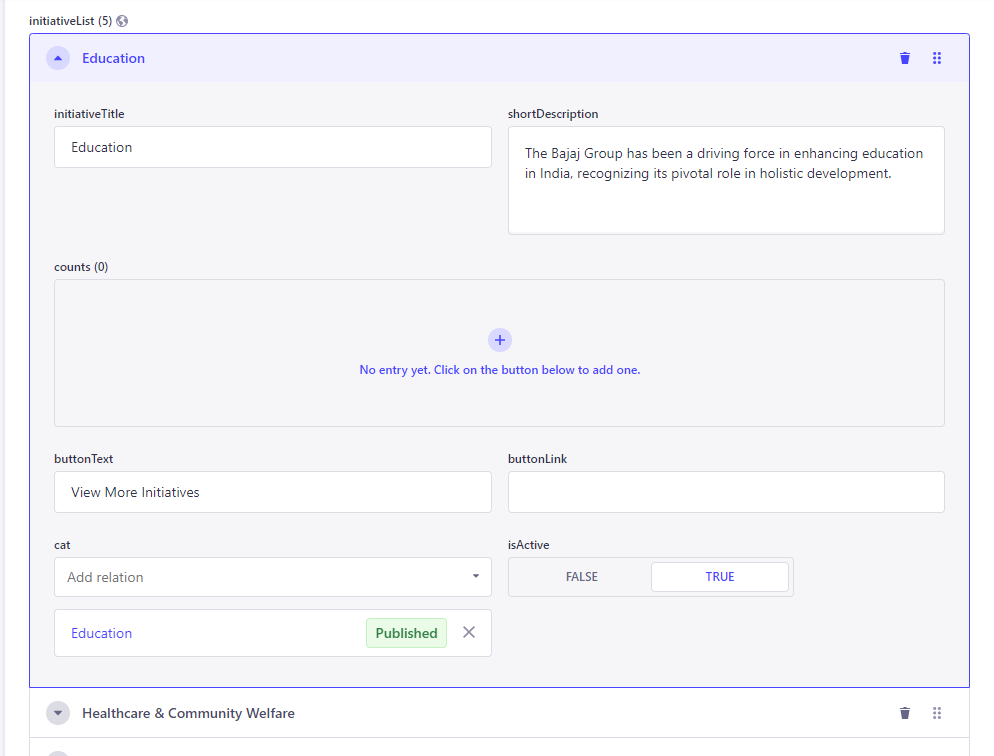 initiativeList (5)
Education
initiativeTitle
Education
shortDescription
The Bajaj Group has been a driving force in enhancing education
in India, recognizing its pivotal role in holistic development.
counts (0)
No entry yet. Click on the button below to add one.
buttonText
View More Initiatives
buttonLink
cat
Add relation
isActive
FALSE
TRUE
Education
Published
Healthcare & Community Welfare